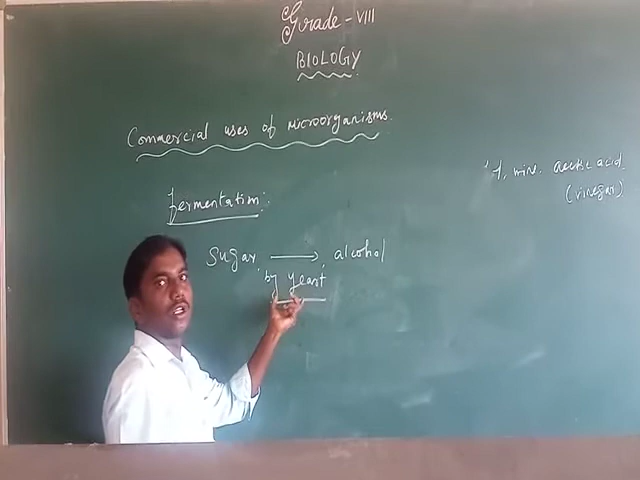 Grade - VIII
BIOLOGY
Commercial uses of microorganisms.
Fermentation:
Sugar ⟶ alcohol
by yeast
wine. acetic acid
(vinegar)